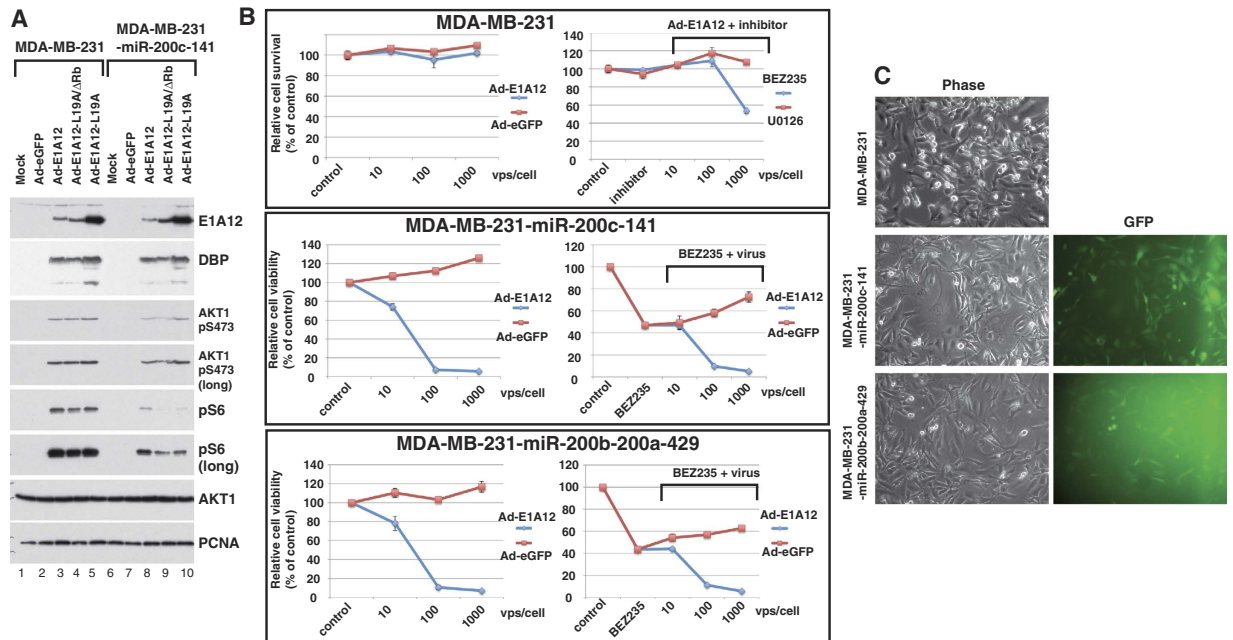 A
MDA-MB-231
MDA-MB-231
-miR-200c-141
Mock
Ad-eGFP
Ad-E1A12
Ad-E1A12-L19A/ΔRb
Ad-E1A12-L19A
Mock
Ad-eGFP
Ad-E1A12
Ad-E1A12-L19A/ΔRb
Ad-E1A12-L19A
E1A12
DBP
AKT1
pS473
AKT1
pS473
(long)
pS6
pS6
(long)
AKT1
PCNA
1 2 3 4 5 6 7 8 9 10
B
MDA-MB-231
Relative cell survival
(% of control)
120
100
80
60
40
20
0
control 10 100 1000 vps/cell
Ad-E1A12
Ad-eGFP
Ad-E1A12 + inhibitor
140
120
100
80
60
40
20
0
control inhibitor 10 100 1000 vps/cell
BEZ235
U0126
MDA-MB-231-miR-200c-141
Relative cell viability
(% of control)
140
120
100
80
60
40
20
0
control 10 100 1000 vps/cell
Ad-E1A12
Ad-eGFP
BEZ235 + virus
120
100
80
60
40
20
0
control BEZ235 10 100 1000 vps/cell
Ad-E1A12
Ad-eGFP
MDA-MB-231-miR-200b-200a-429
Relative cell viability
(% of control)
140
120
100
80
60
40
20
0
control 10 100 1000 vps/cell
Ad-E1A12
Ad-eGFP
BEZ235 + virus
120
100
80
60
40
20
0
control BEZ235 10 100 1000 vps/cell
Ad-E1A12
Ad-eGFP
C
Phase
MDA-MB-231
GFP
MDA-MB-231
-miR-200c-141
MDA-MB-231
-miR-200b-200a-429